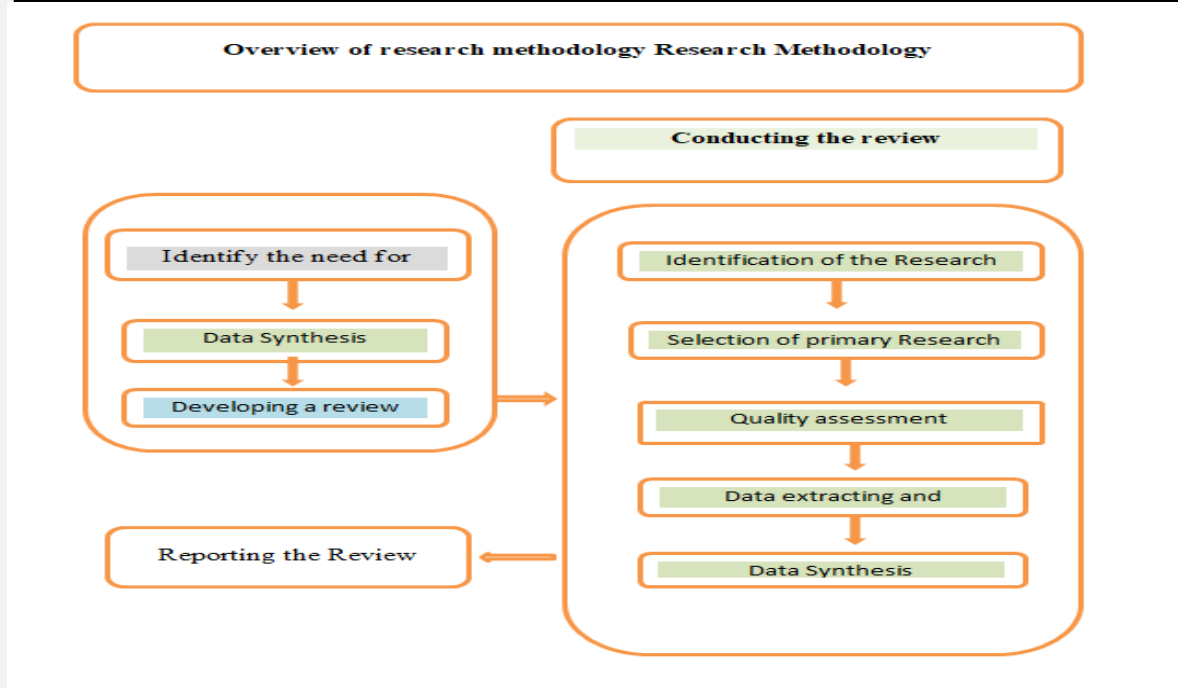 Overview of research methodology Research Methodology
Conducting the review
Identify the need for
Data Synthesis
Developing a review
Identification of the Research
Selection of primary Research
Quality assessment
Data extracting and
Data Synthesis
Reporting the Review